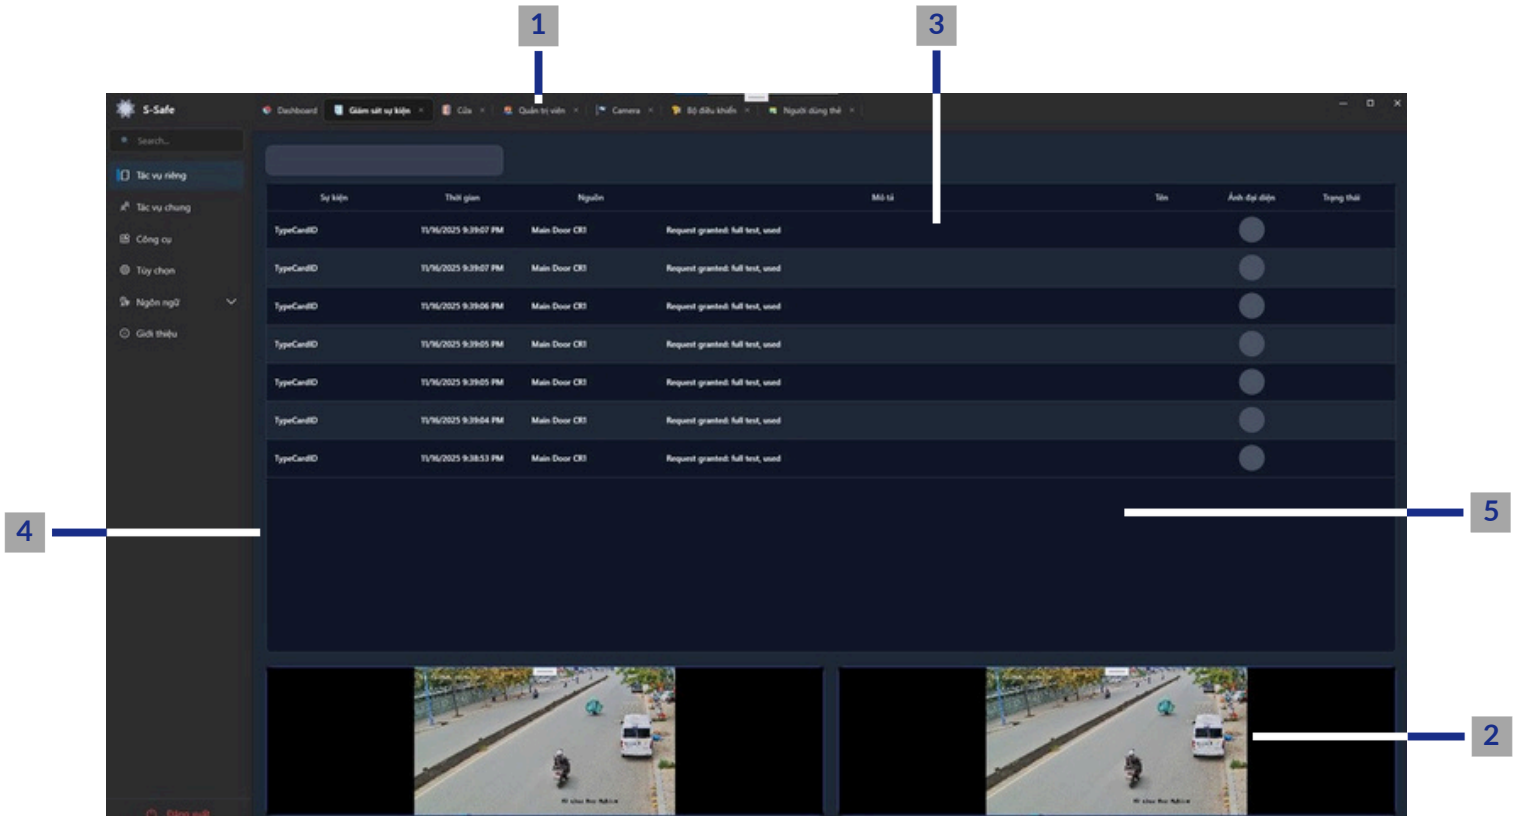 1
3
S-Safe
Dashboard
Giám sát sự kiện
Cửa
Quản trị viên
Camera
Bộ điều khiển
Người dùng thẻ
Search...
Tác vụ riêng
Tác vụ chung
Công cụ
Tùy chọn
Ngôn ngữ
Giới thiệu
Sự kiện Thời gian Nguồn Mô tả Tên Ảnh đại diện Trạng thái
TypeCardID 11/16/2025 9:39:07 PM Main Door CR1 Request granted: full test, used
TypeCardID 11/16/2025 9:39:07 PM Main Door CR1 Request granted: full test, used
TypeCardID 11/16/2025 9:39:06 PM Main Door CR1 Request granted: full test, used
TypeCardID 11/16/2025 9:39:05 PM Main Door CR1 Request granted: full test, used
TypeCardID 11/16/2025 9:39:05 PM Main Door CR1 Request granted: full test, used
TypeCardID 11/16/2025 9:39:04 PM Main Door CR1 Request granted: full test, used
TypeCardID 11/16/2025 9:38:53 PM Main Door CR1 Request granted: full test, used
4
5
2
Đăng xuất